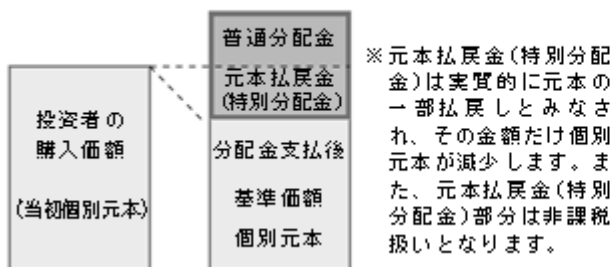 投資者の
購入価額
(当初個別元本)
普通分配金
元本払戻金
(特別分配金)
分配金支払後
基準価額
個別元本
※元本払戻金(特別分配
金)は実質的に元本の
一部払戻しとみなさ
れ、その金額だけ個別
元本が減少します。ま
た、元本払戻金(特別
分配金)部分は非課税
扱いとなります。